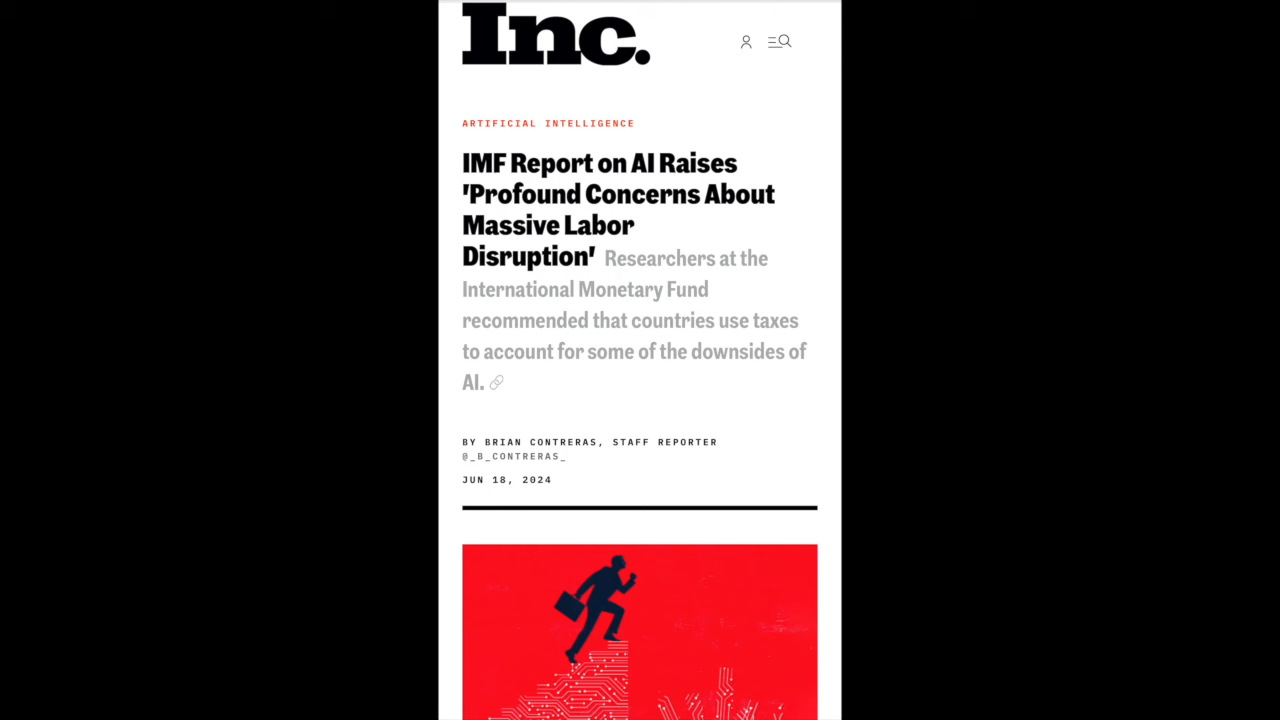 Inc.
ARTIFICIAL INTELLIGENCE
IMF Report on AI Raises
'Profound Concerns About
Massive Labor
Disruption' Researchers at the
International Monetary Fund
recommended that countries use taxes
to account for some of the downsides of
AI.
BY BRIAN CONTRERAS, STAFF REPORTER
@_B_CONTRERAS_
JUN 18, 2024